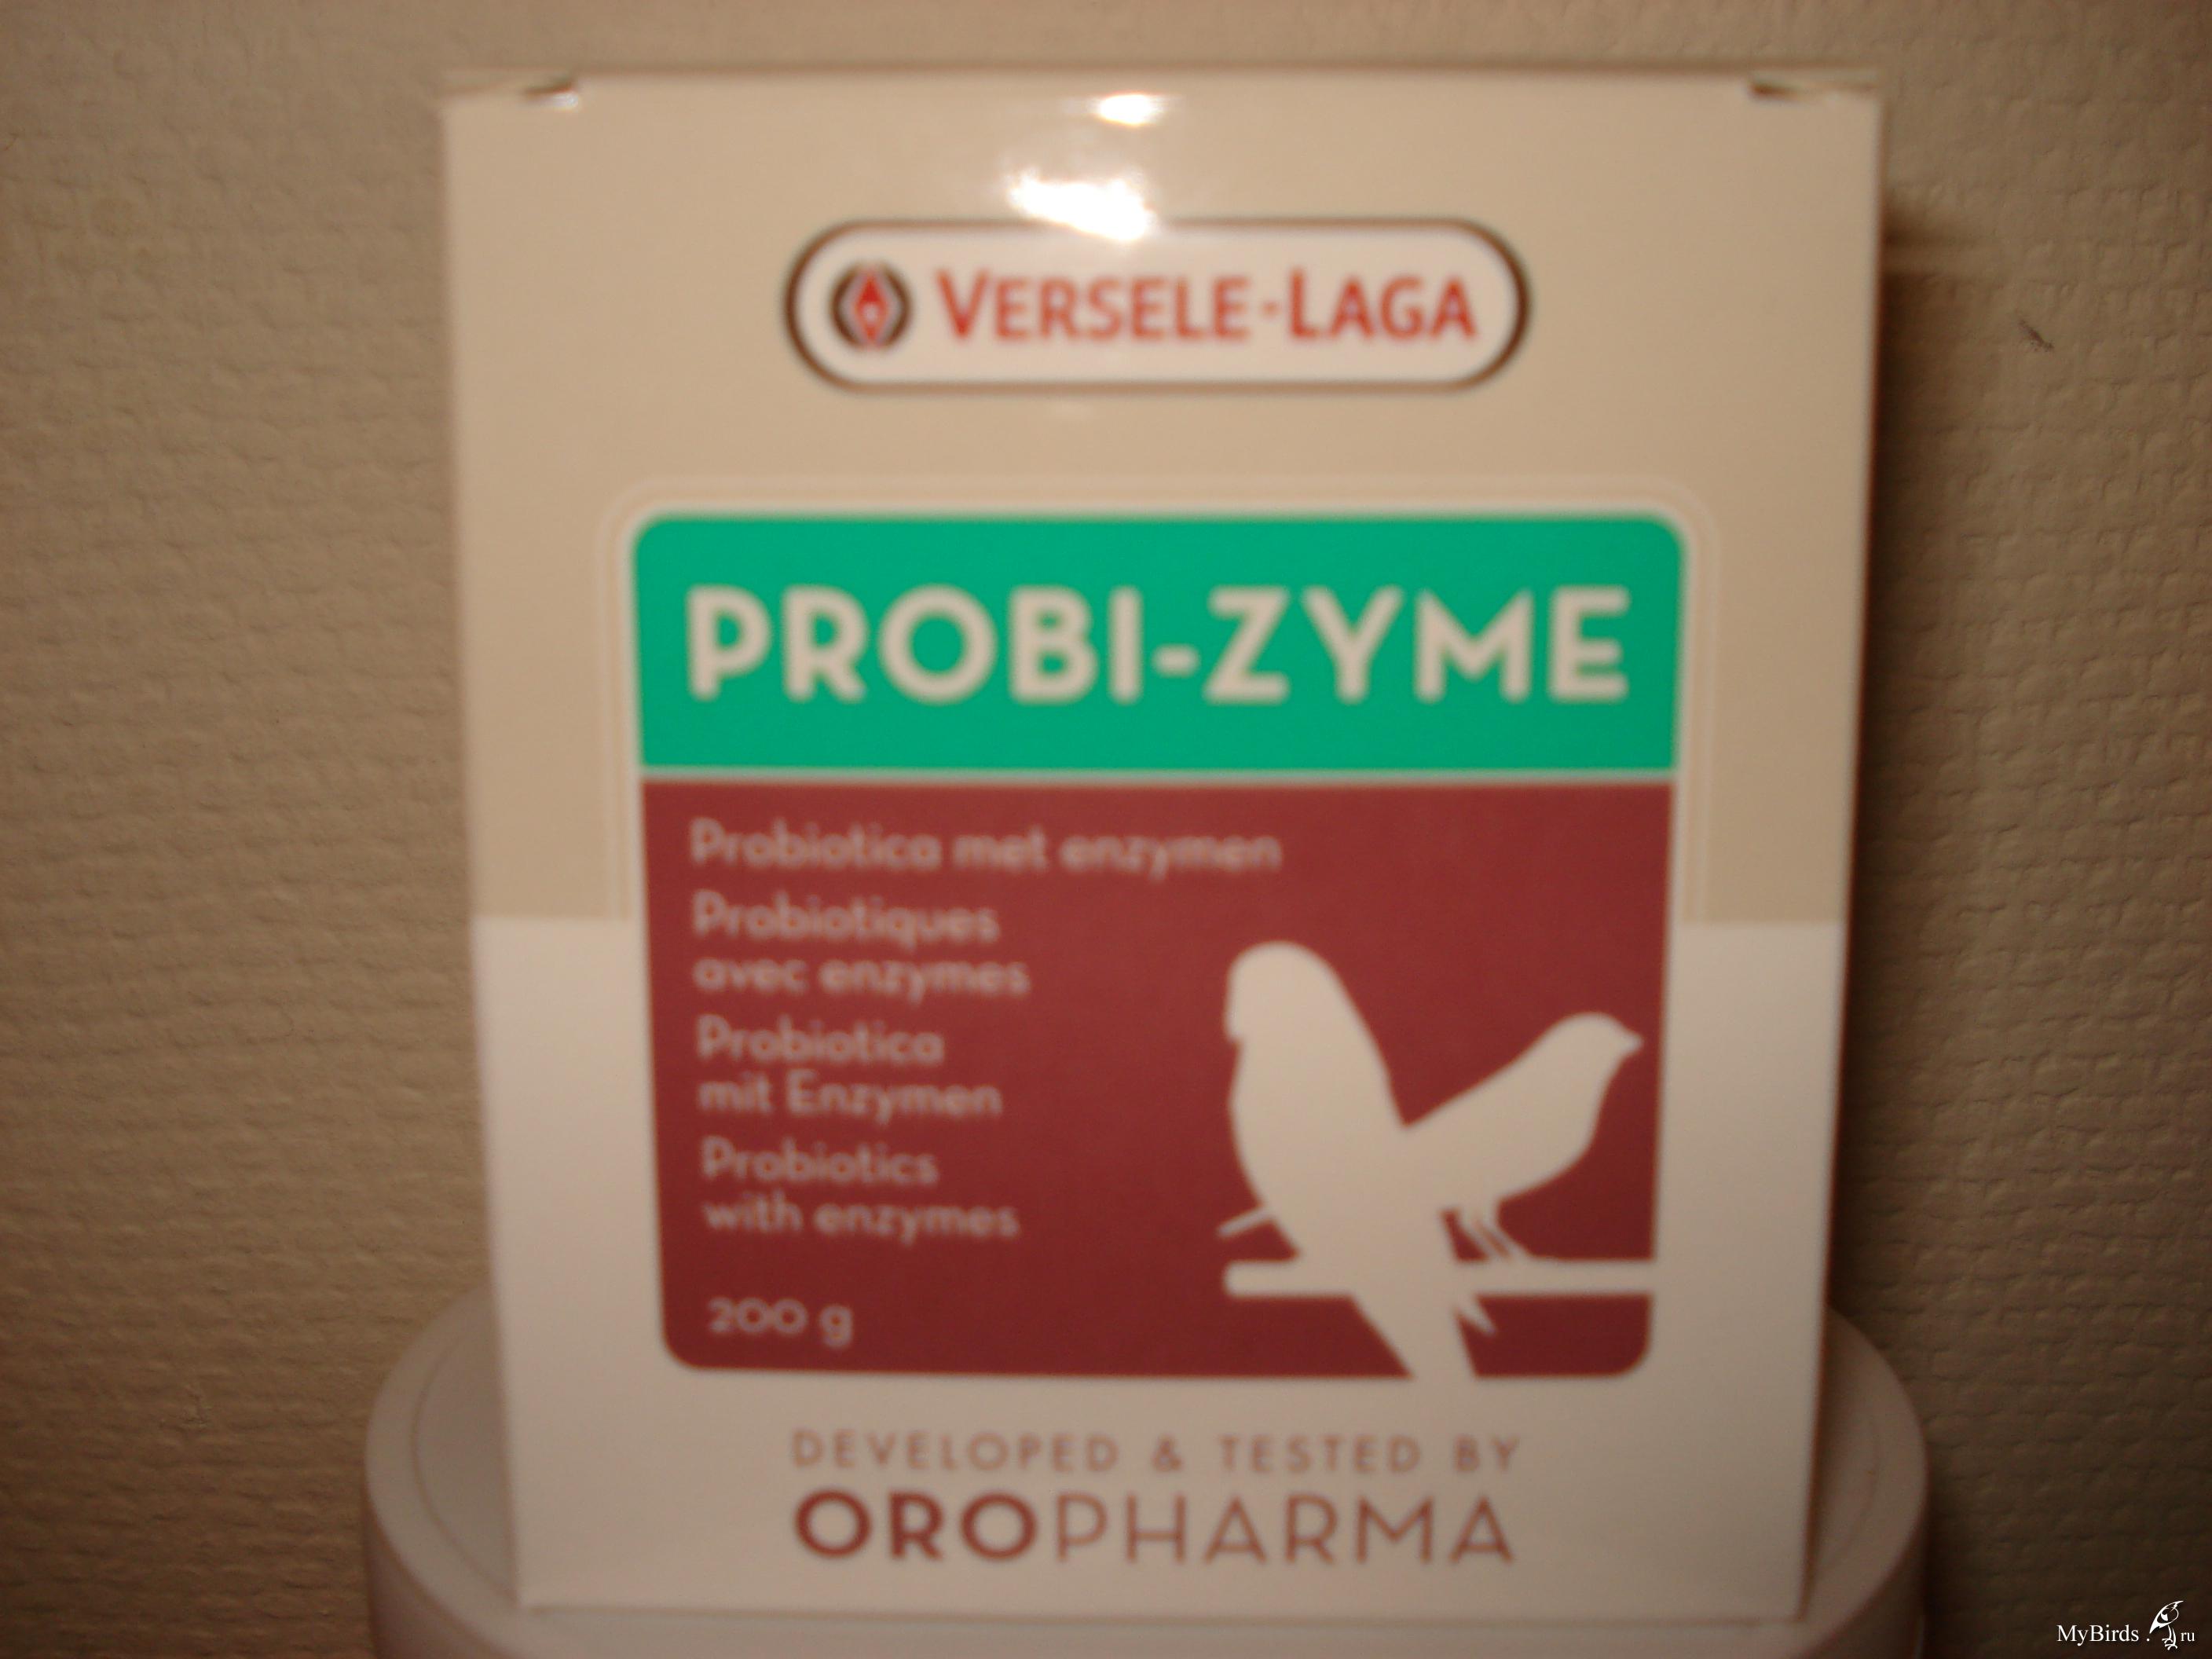 VERSELE-LAGA
PROBI-ZYME
Probiotica met enzymen
Probiotiques
avec enzymes
Probiotica
mit Enzymen
Probiotics
with enzymes
200 g
DEVELOPED & TESTED BY
OROPHARMA
MyBirds.ru